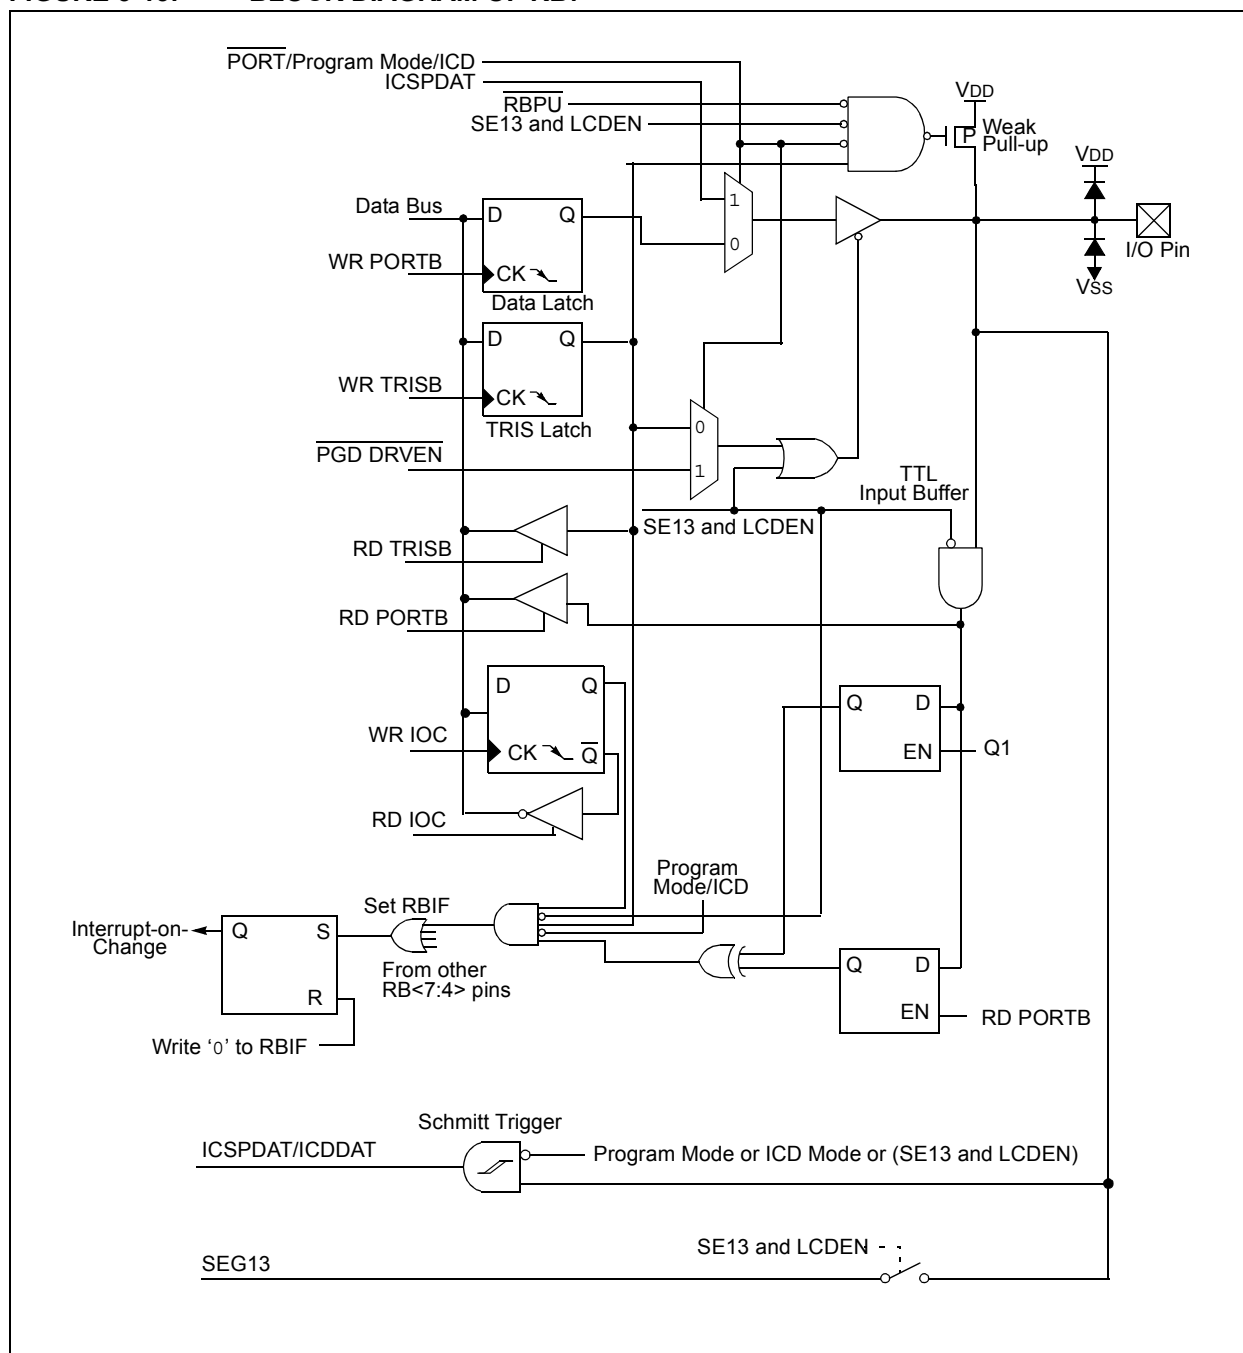 PORT/Program Mode/ICD
ICSPDAT
RBPU
SE13 and LCDEN
VDD
P
Weak
Pull-up
VDD
Data Bus
D
Q
1
0
I/O Pin
WR PORTB
CK
Data Latch
VSS
D
Q
WR TRISB
CK
TRIS Latch
0
PGD DRVEN
1
TTL
Input Buffer
SE13 and LCDEN
RD TRISB
RD PORTB
D
Q
Q
D
WR IOC
CK
Q
EN
Q1
RD IOC
Program
Mode/ICD
Set RBIF
Interrupt-on-
Change
Q
S
R
From other
RB<7:4> pins
Q
D
EN
RD PORTB
Write ‘0’ to RBIF
Schmitt Trigger
ICSPDAT/ICDDAT
Program Mode or ICD Mode or (SE13 and LCDEN)
SE13 and LCDEN
SEG13